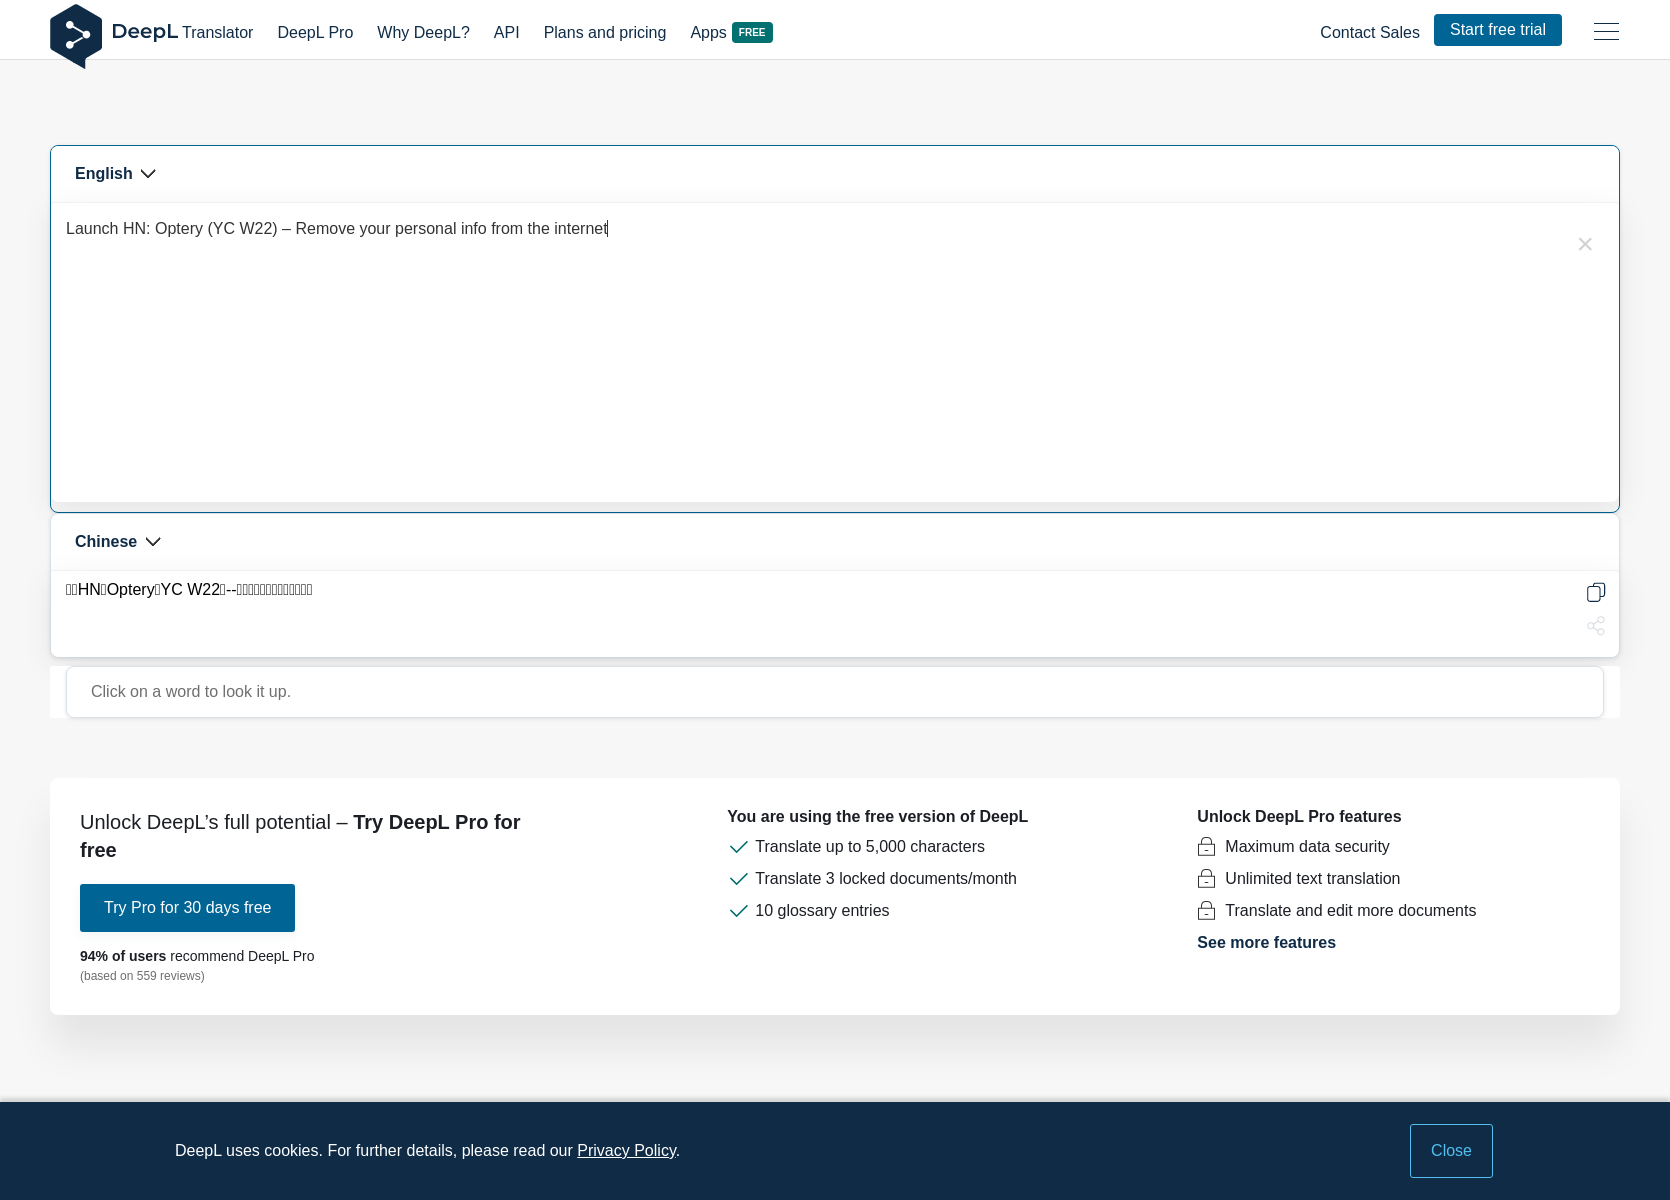 DeepL Translator DeepL Pro Why DeepL? API Plans and pricing Apps FREE Contact Sales Start free trial
English
Launch HN: Optery (YC W22) – Remove your personal info from the internet
Chinese
HN Optery YC W22 --
Click on a word to look it up.
Unlock DeepL’s full potential – Try DeepL Pro for
free
Try Pro for 30 days free
94% of users recommend DeepL Pro
(based on 559 reviews)
You are using the free version of DeepL
Translate up to 5,000 characters
Translate 3 locked documents/month
10 glossary entries
Unlock DeepL Pro features
Maximum data security
Unlimited text translation
Translate and edit more documents
See more features
DeepL uses cookies. For further details, please read our Privacy Policy.
Close